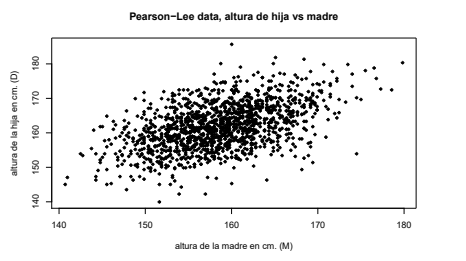 Pearson−Lee data, altura de hija vs madre
altura de la hija en cm. (D)
180
170
160
150
140
140 150 160 170 180
altura de la madre en cm. (M)